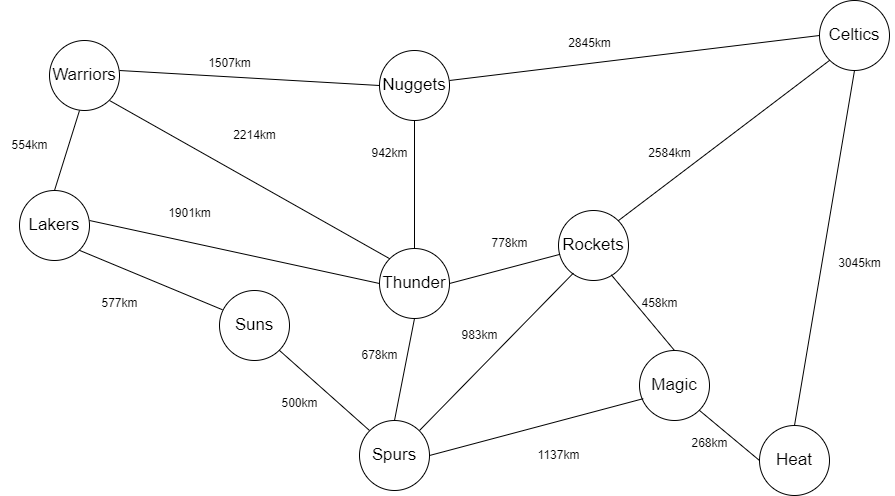 Celtics
2845km
1507km
Warriors
Nuggets
2214km
554km
942km
2584km
1901km
Lakers
778km
Rockets
3045km
Thunder
577km
458km
Suns
983km
678km
Magic
500km
268km
Spurs
1137km
Heat